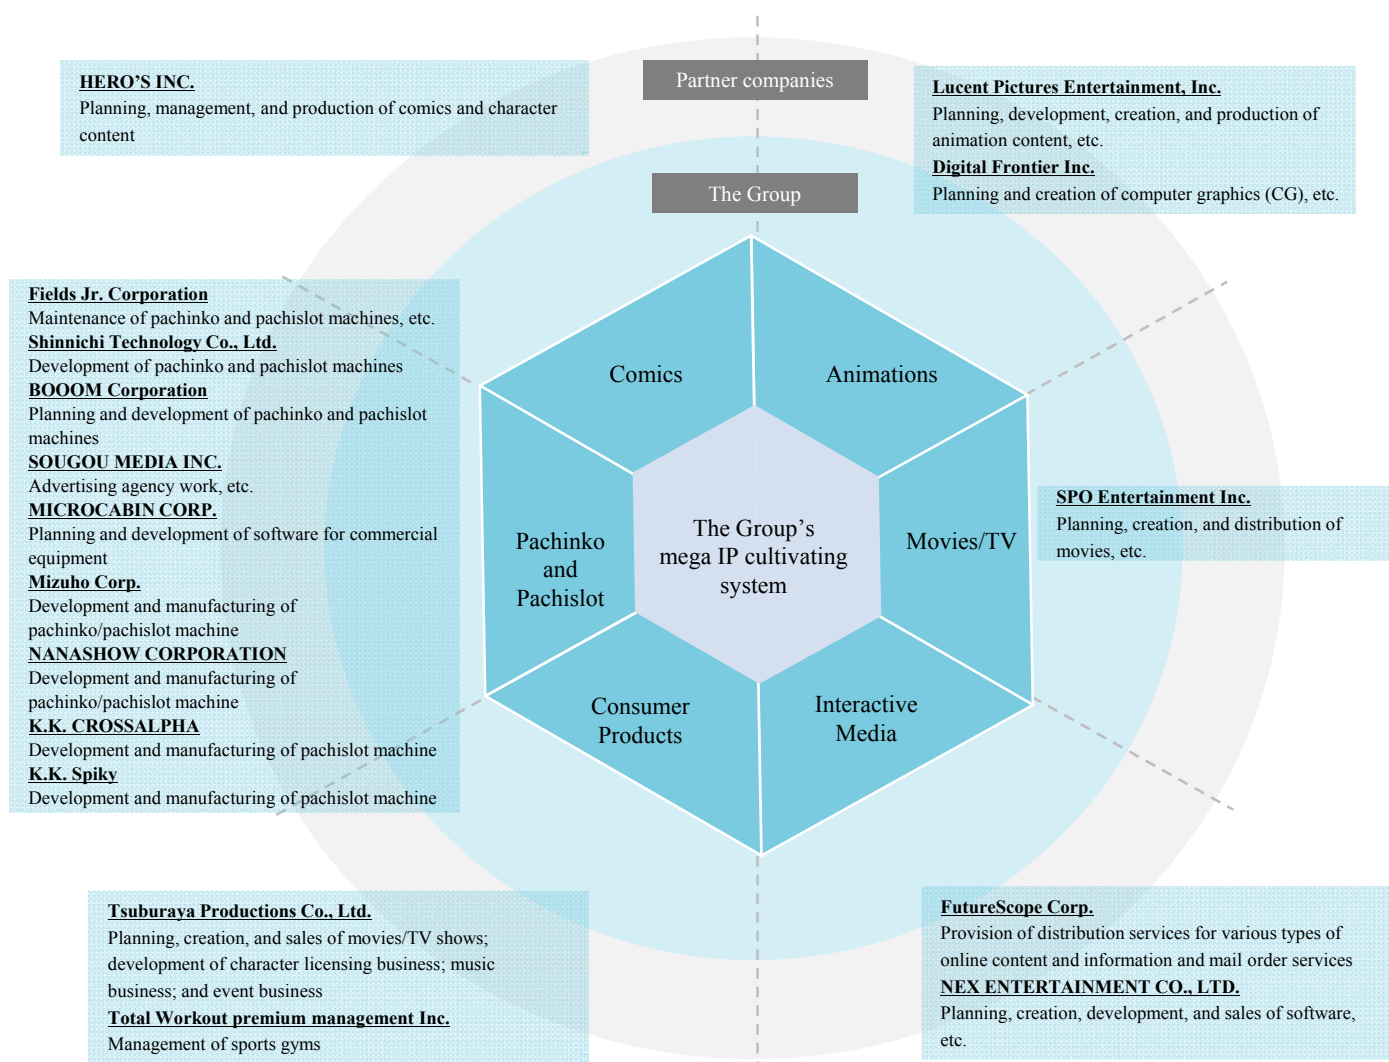 HERO’S INC.
Planning, management, and production of comics and character
content
Partner companies
Lucent Pictures Entertainment, Inc.
Planning, development, creation, and production of
animation content, etc.
Digital Frontier Inc.
Planning and creation of computer graphics (CG), etc.
The Group
Fields Jr. Corporation
Maintenance of pachinko and pachislot machines, etc.
Shinnichi Technology Co., Ltd.
Development of pachinko and pachislot machines
BOOOM Corporation
Planning and development of pachinko and pachislot
machines
SOUGOU MEDIA INC.
Advertising agency work, etc.
MICROCABIN CORP.
Planning and development of software for commercial
equipment
Mizuho Corp.
Development and manufacturing of
pachinko/pachislot machine
NANASHOW CORPORATION
Development and manufacturing of
pachinko/pachislot machine
K.K. CROSSALPHA
Development and manufacturing of pachislot machine
K.K. Spiky
Development and manufacturing of pachislot machine
Comics
Animations
Pachinko
and
Pachislot
The Group’s
mega IP cultivating
system
Movies/TV
SPO Entertainment Inc.
Planning, creation, and distribution of
movies, etc.
Consumer
Products
Interactive
Media
Tsuburaya Productions Co., Ltd.
Planning, creation, and sales of movies/TV shows;
development of character licensing business; music
business; and event business
Total Workout premium management Inc.
Management of sports gyms
FutureScope Corp.
Provision of distribution services for various types of
online content and information and mail order services
NEX ENTERTAINMENT CO., LTD.
Planning, creation, development, and sales of software,
etc.